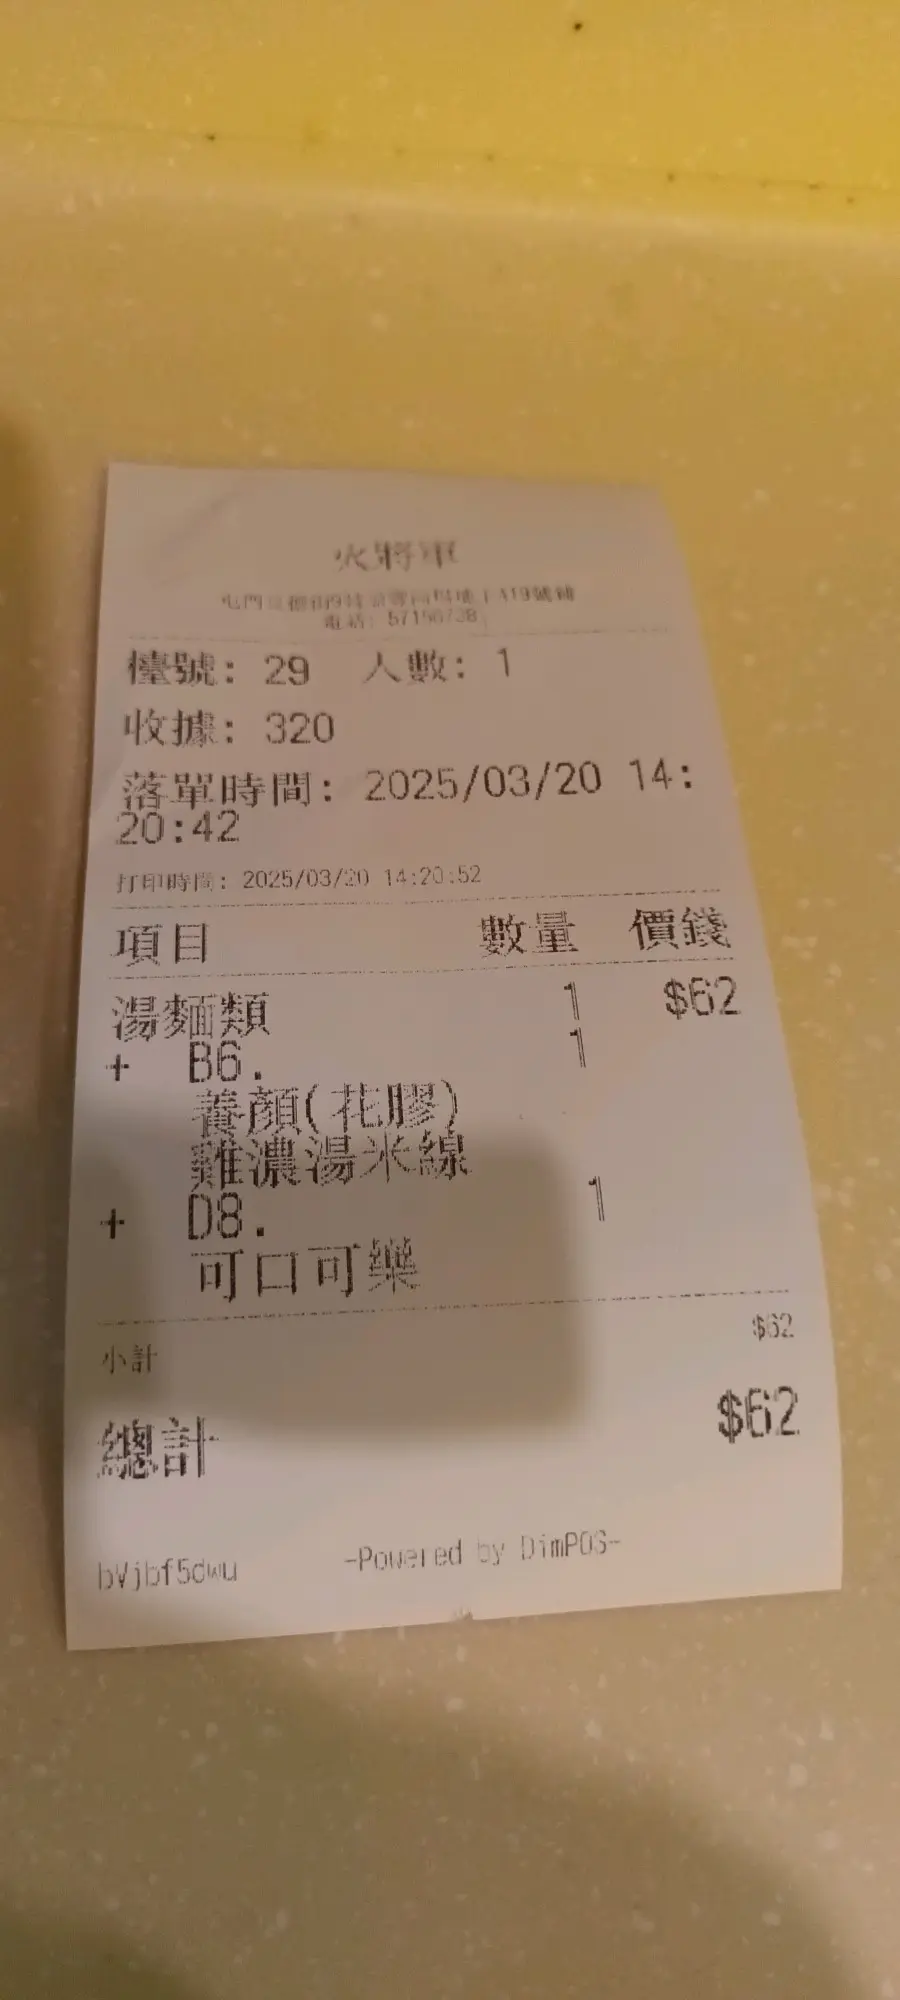 火將軍
電話:
檯號: 29 人數: 1
收據: 320
落單時間: 2025/03/20 14:
20:42
打印時間: 2025/03/20 14:20:52
項目 數量 價錢
湯麵類 1 $62
+ B6. 1
養顏(花膠)
雞濃湯米線
+ D8. 1
可口可樂
小計 $62
總計 $62
bVjbf5dwu -Powered by DimPOS-